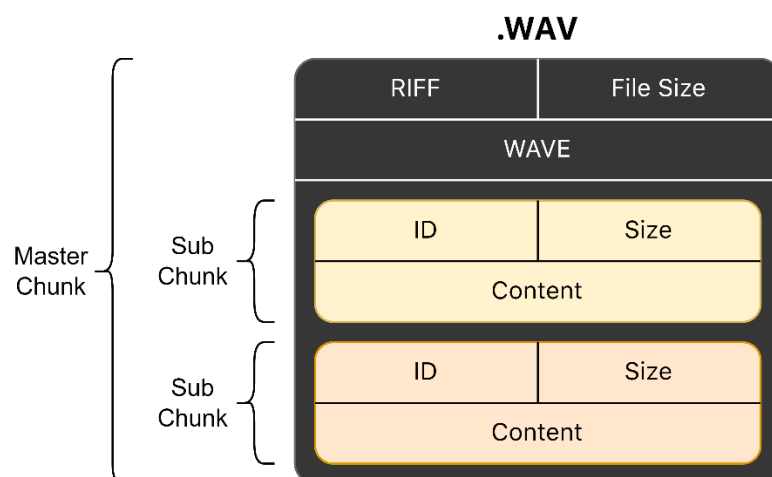 .WAV
RIFF
File Size
WAVE
Master
Chunk
Sub
Chunk
ID
Size
Content
Sub
Chunk
ID
Size
Content